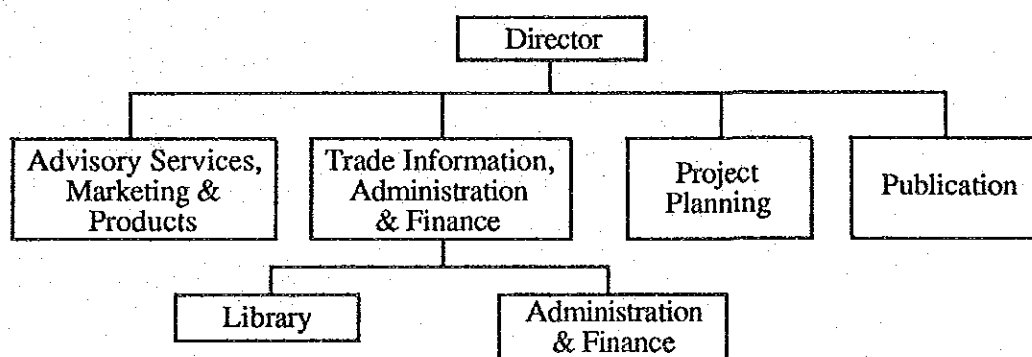 Director
Advisory Services,
Marketing &
Products
Trade Information,
Administration
& Finance
Project
Planning
Publication
Library
Administration
& Finance